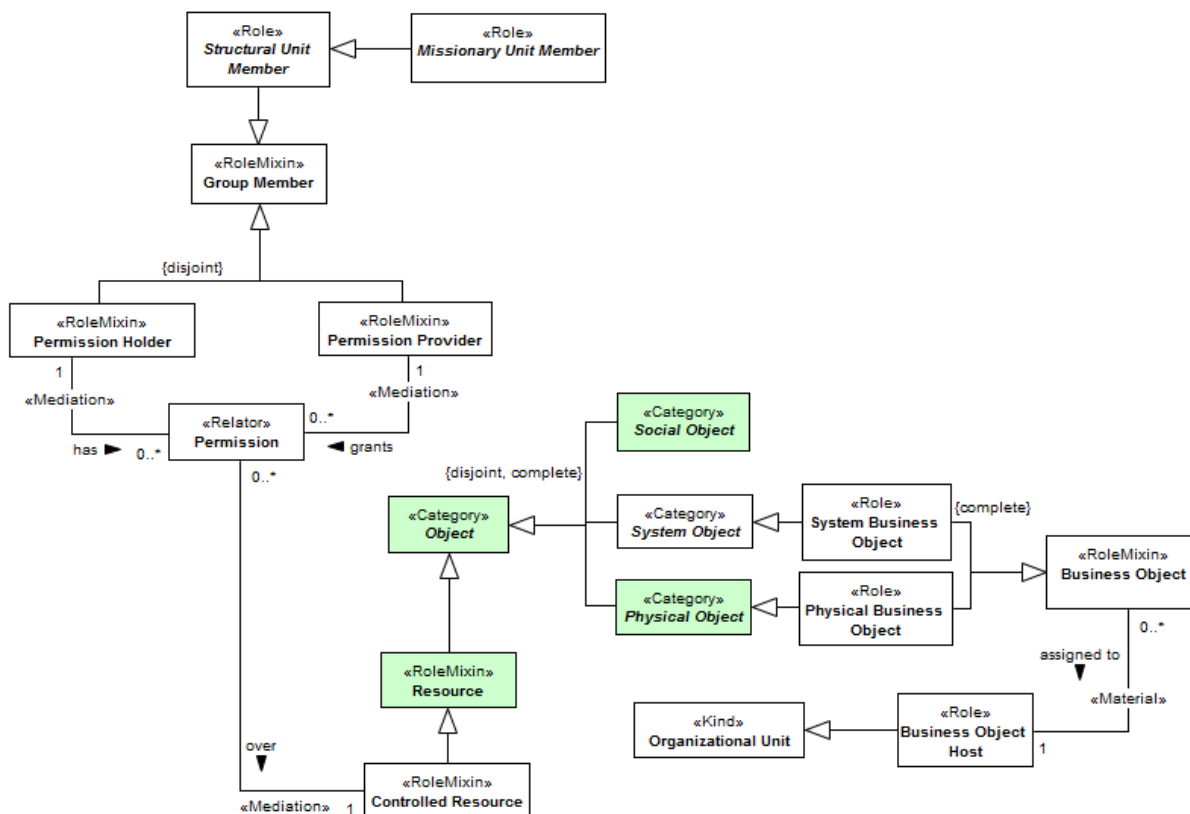 «Role»
Structural Unit
Member
«Role»
Missionary Unit Member
«RoleMixin»
Group Member
{disjoint}
«RoleMixin»
Permission Holder
«RoleMixin»
Permission Provider
1
«Mediation»
1
«Mediation»
«Relator»
Permission
has
0..*
0..*
grants
0..*
«Category»
Social Object
{disjoint, complete}
«Category»
Object
«Category»
System Object
«Role»
System Business
Object
{complete}
«RoleMixin»
Business Object
«Category»
Physical Object
«Role»
Physical Business
Object
0..*
assigned to
«Material»
«RoleMixin»
Resource
«Kind»
Organizational Unit
«Role»
Business Object
Host
1
over
«Mediation»
1
«RoleMixin»
Controlled Resource